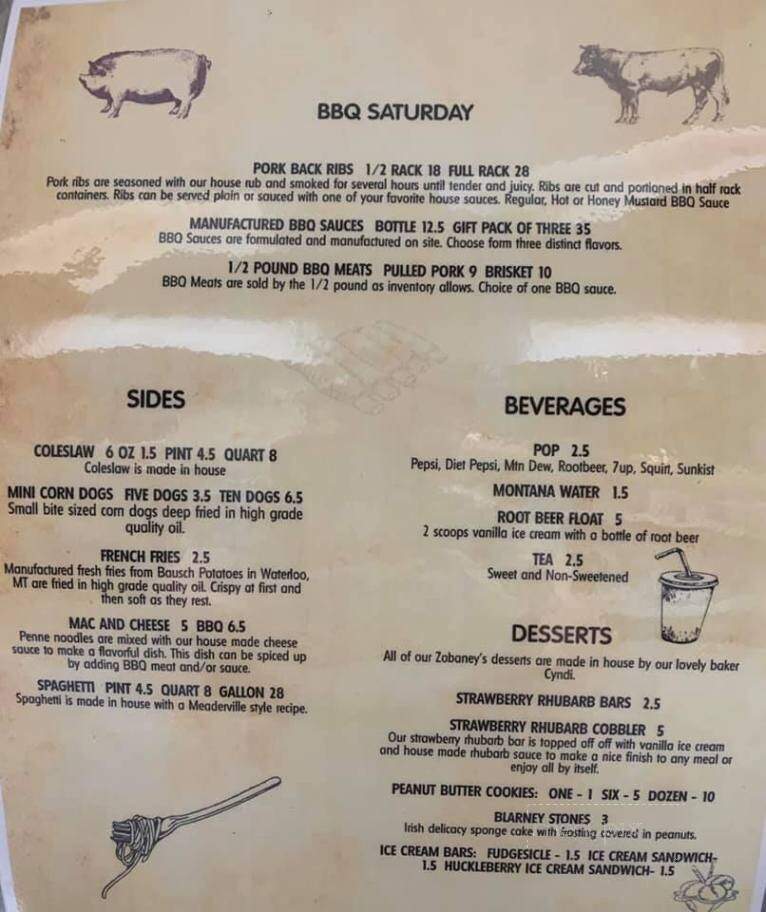 BBQ SATURDAY
PORK BACK RIBS 1/2 RACK 18 FULL RACK 28
Pork ribs are seasoned with our house rub and smoked for several hours until tender and juicy. Ribs are cut and portioned in half rack
containers. Ribs can be served plain or sauced with one of your favorite house sauces. Regular, Hot or Honey Mustard BBQ Sauce
MANUFACTURED BBQ SAUCES BOTTLE 12.5 GIFT PACK OF THREE 35
BBQ Sauces are formulated and manufactured on site. Choose form three distinct flavors.
1/2 POUND BBQ MEATS PULLED PORK 9 BRISKET 10
BBQ Meats are sold by the 1/2 pound as inventory allows. Choice of one BBQ sauce.
SIDES
COLESLAW 6 OZ 1.5 PINT 4.5 QUART 8
Coleslaw is made in house
MINI CORN DOGS FIVE DOGS 3.5 TEN DOGS 6.5
Small bite sized corn dogs deep fried in high grade
quality oil.
FRENCH FRIES 2.5
Manufactured fresh fries from Bausch Potatoes in Waterloo,
MT are fried in high grade quality oil. Crispy at first and
then soft as they rest.
MAC AND CHEESE 5 BBQ 6.5
Penne noodles are mixed with our house made cheese
sauce to make a flavorful dish. This dish can be spiced up
by adding BBQ meat and/or sauce.
SPAGHETTI PINT 4.5 QUART 8 GALLON 28
Spaghetti is made in house with a Meaderville style recipe.
BEVERAGES
POP 2.5
Pepsi, Diet Pepsi, Mtn Dew, Rootbeer, 7up, Squirt, Sunkist
MONTANA WATER 1.5
ROOT BEER FLOAT 5
2 scoops vanilla ice cream with a bottle of root beer
TEA 2.5
Sweet and Non-Sweetened
DESSERTS
All of our Zobaney's desserts are made in house by our lovely baker
Cyndi.
STRAWBERRY RHUBARB BARS 2.5
STRAWBERRY RHUBARB COBBLER 5
Our strawberry rhubarb bar is topped off off with vanilla ice cream
and house made rhubarb sauce to make a nice finish to any meal or
enjoy all by itself.
PEANUT BUTTER COOKIES: ONE - 1 SIX - 5 DOZEN - 10
BLARNEY STONES 3
Irish delicacy sponge cake with frosting covered in peanuts.
ICE CREAM BARS: FUDGESICLE - 1.5 ICE CREAM SANDWICH-
1.5 HUCKLEBERRY ICE CREAM SANDWICH- 1.5